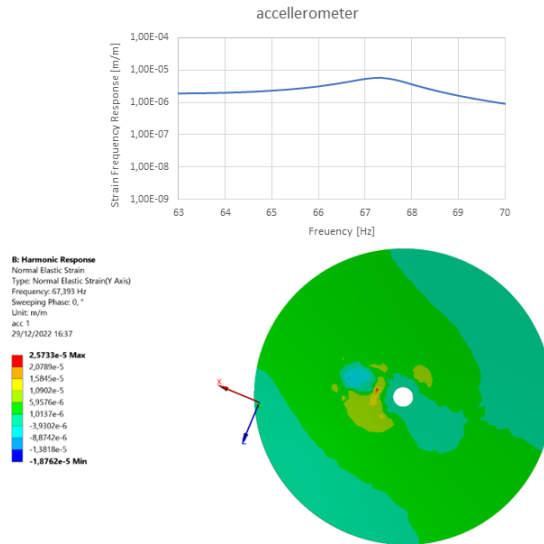 accellerometer
Strain Frequency Response [m/m]
1,00E-04
1,00E-05
1,00E-06
1,00E-07
1,00E-08
1,00E-09
63 64 65 66 67 68 69 70
Freuency [Hz]
B: Harmonic Response
Normal Elastic Strain
Type: Normal Elastic Strain(Y Axis)
Frequency: 67,393 Hz
Sweeping Phase: 0, °
Unit: m/m
acc 1
29/12/2022 16:37
2,5733e-5 Max
2,0789e-5
1,5845e-5
1,0902e-5
5,9576e-6
1,0137e-6
-3,9302e-6
-8,8742e-6
-1,3818e-5
-1,8762e-5 Min
X
Z